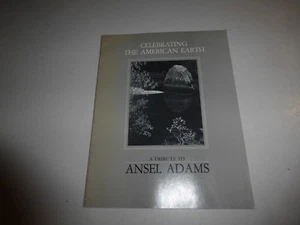 CELEBRATING
THE AMERICAN EARTH
A TRIBUTE TO
ANSEL ADAMS